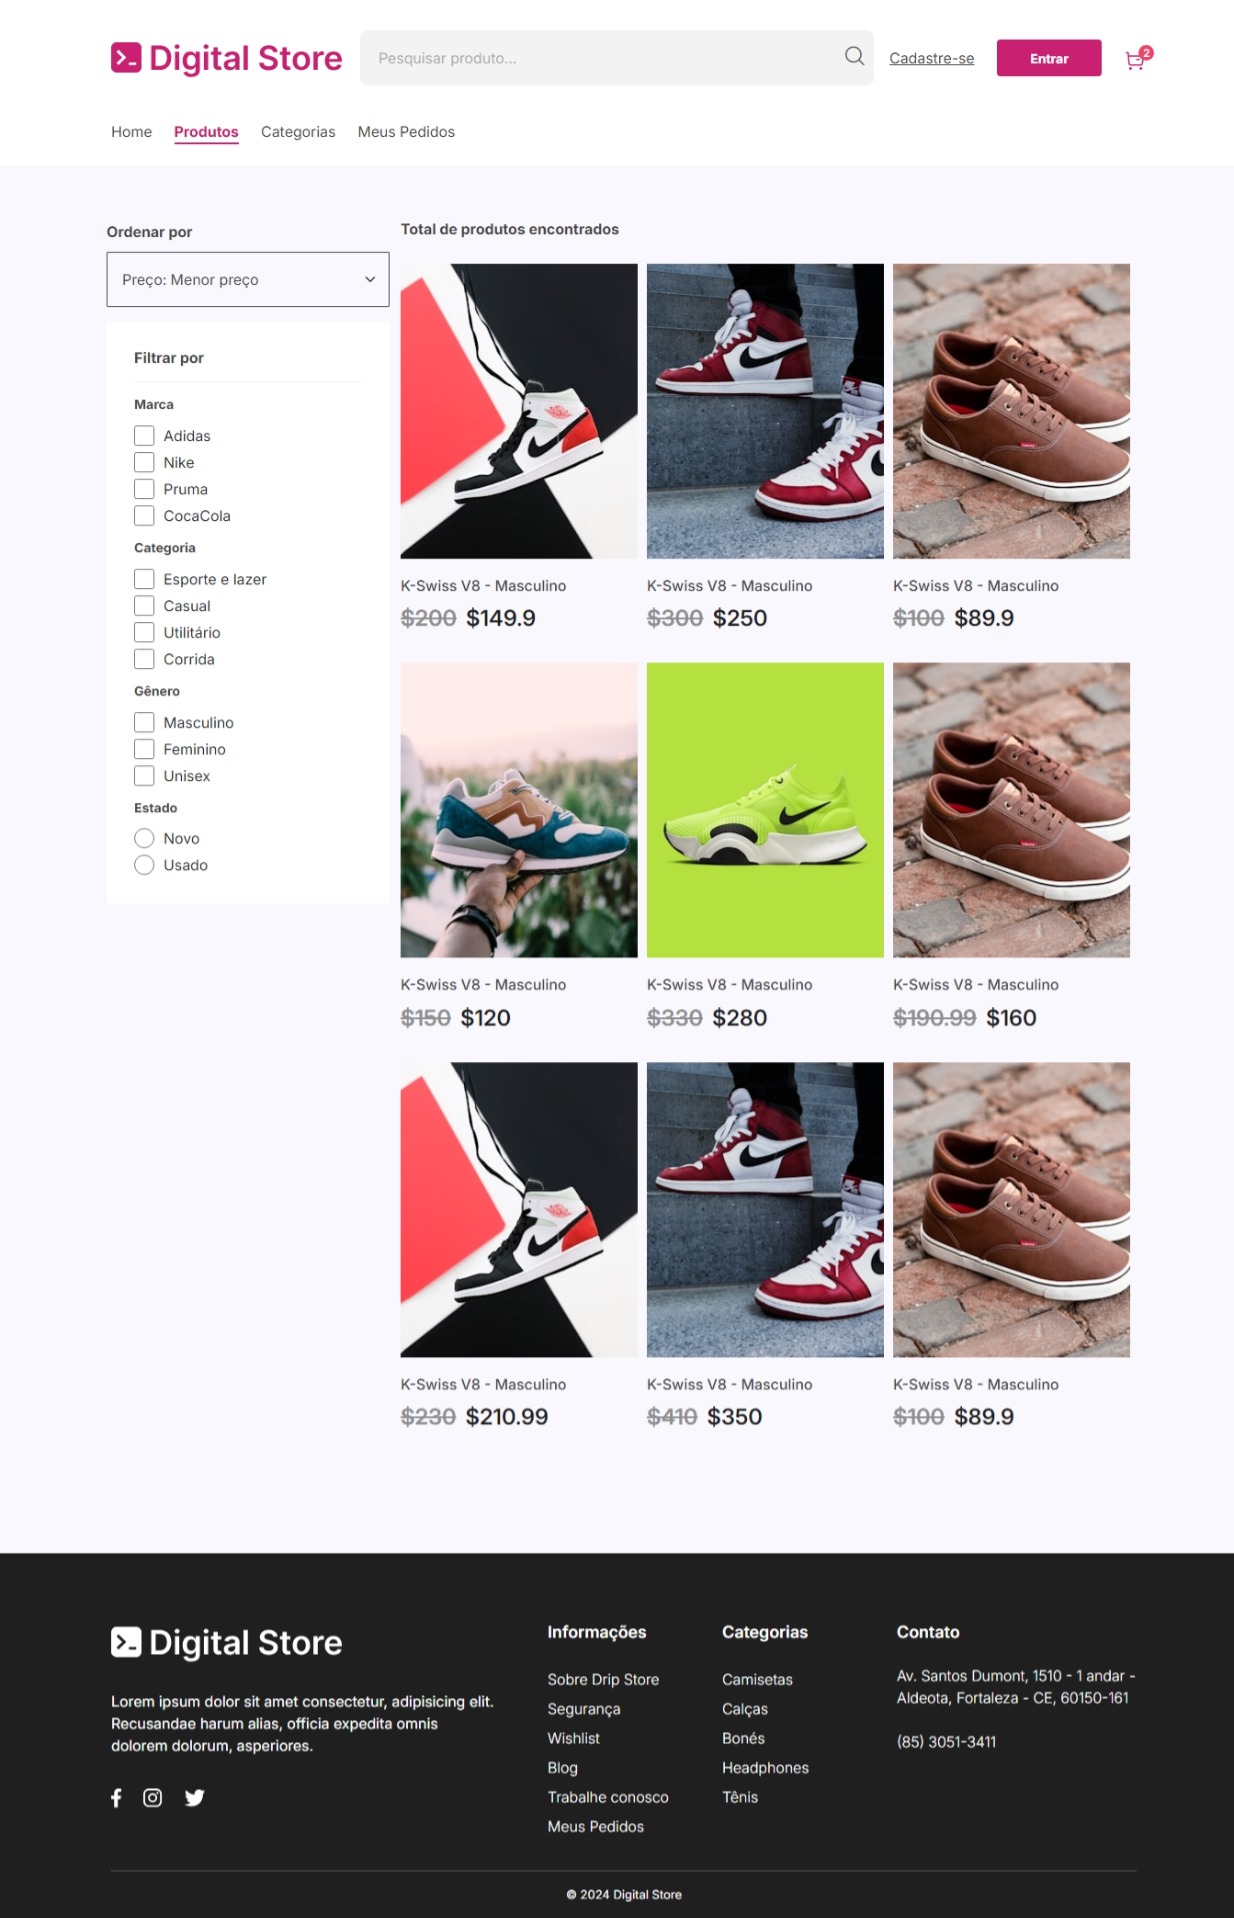 Digital Store
Pesquisar produto...
Cadastre-se
Entrar
2
Home
Produtos
Categorias
Meus Pedidos
Ordenar por
Preço: Menor preço
Filtrar por
Marca
Adidas
Nike
Pruma
CocaCola
Categoria
Esporte e lazer
Casual
Utilitário
Corrida
Gênero
Masculino
Feminino
Unisex
Estado
Novo
Usado
Total de produtos encontrados
K-Swiss V8 - Masculino
$200 $149.9
K-Swiss V8 - Masculino
$300 $250
K-Swiss V8 - Masculino
$100 $89.9
K-Swiss V8 - Masculino
$150 $120
K-Swiss V8 - Masculino
$330 $280
K-Swiss V8 - Masculino
$190.99 $160
K-Swiss V8 - Masculino
$230 $210.99
K-Swiss V8 - Masculino
$410 $350
K-Swiss V8 - Masculino
$100 $89.9
Digital Store
Lorem ipsum dolor sit amet consectetur, adipisicing elit.
Recusandae harum alias, officia expedita omnis
dolorem dolorum, asperiores.
Informações
Sobre Drip Store
Segurança
Wishlist
Blog
Trabalhe conosco
Meus Pedidos
Categorias
Camisetas
Calças
Bonés
Headphones
Tênis
Contato
Av. Santos Dumont, 1510 - 1 andar -
Aldeota, Fortaleza - CE, 60150-161
(85) 3051-3411
© 2024 Digital Store